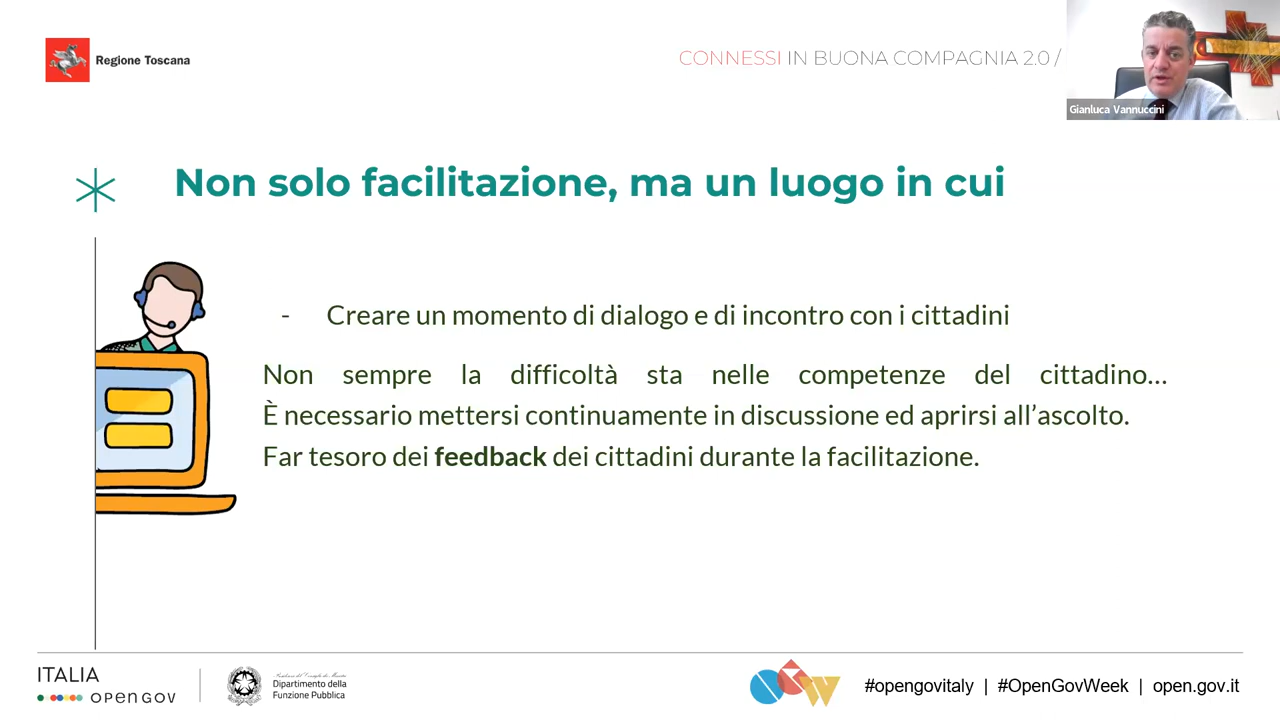 Regione Toscana
CONNESSI IN BUONA COMPAGNIA 2.0 /
Gianluca Vannuccini
Non solo facilitazione, ma un luogo in cui
- Creare un momento di dialogo e di incontro con i cittadini
Non sempre la difficoltà sta nelle competenze del cittadino...
È necessario mettersi continuamente in discussione ed aprirsi all’ascolto.
Far tesoro dei feedback dei cittadini durante la facilitazione.
ITALIA
open gov
Dipartimento della
Funzione Pubblica
OGW
#opengovitaly | #OpenGovWeek | open.gov.it